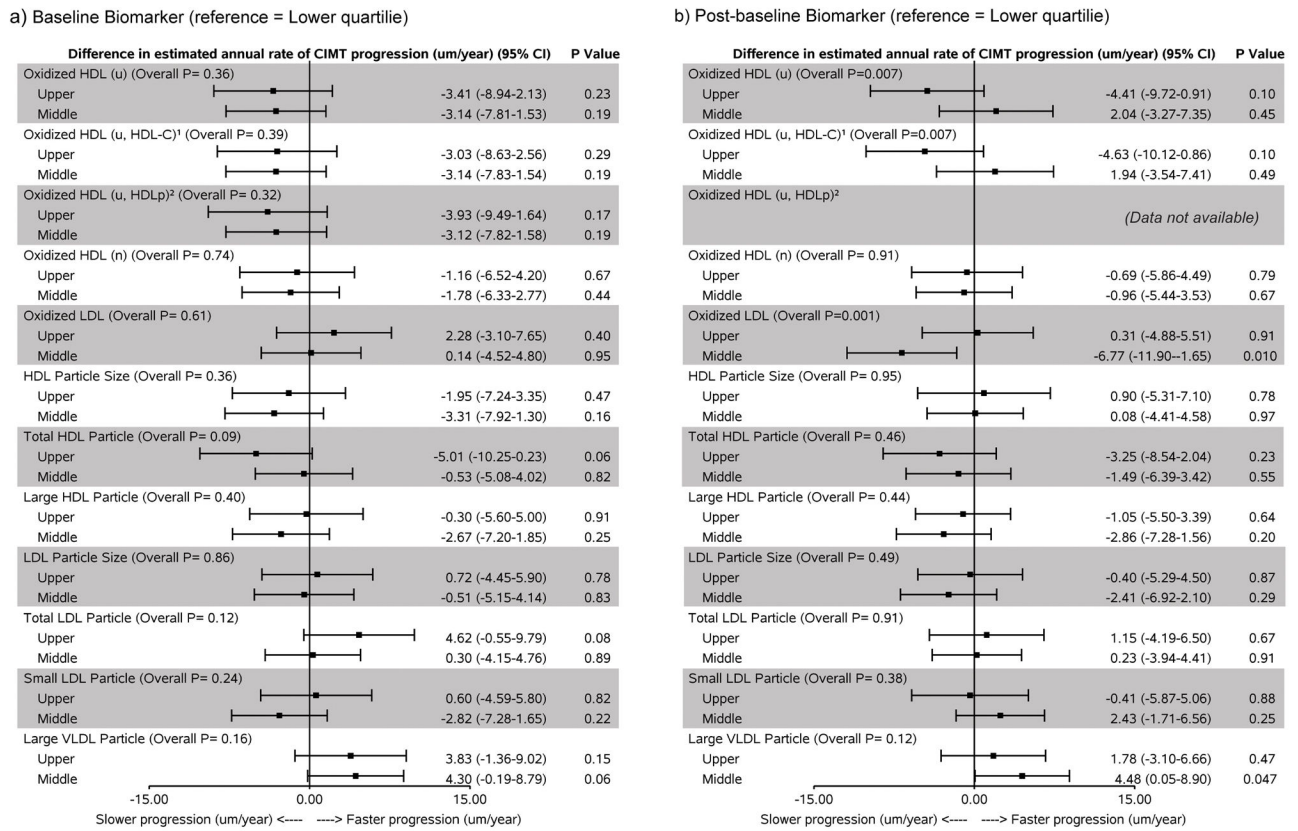 a) Baseline Biomarker (reference = Lower quartilie)
Difference in estimated annual rate of CIMT progression (um/year) (95% CI) P Value
Oxidized HDL (u) (Overall P= 0.36)
Upper -3.41 (-8.94-2.13) 0.23
Middle -3.14 (-7.81-1.53) 0.19
Oxidized HDL (u, HDL-C)¹ (Overall P= 0.39)
Upper -3.03 (-8.63-2.56) 0.29
Middle -3.14 (-7.83-1.54) 0.19
Oxidized HDL (u, HDLp)² (Overall P= 0.32)
Upper -3.93 (-9.49-1.64) 0.17
Middle -3.12 (-7.82-1.58) 0.19
Oxidized HDL (n) (Overall P= 0.74)
Upper -1.16 (-6.52-4.20) 0.67
Middle -1.78 (-6.33-2.77) 0.44
Oxidized LDL (Overall P= 0.61)
Upper 2.28 (-3.10-7.65) 0.40
Middle 0.14 (-4.52-4.80) 0.95
HDL Particle Size (Overall P= 0.36)
Upper -1.95 (-7.24-3.35) 0.47
Middle -3.31 (-7.92-1.30) 0.16
Total HDL Particle (Overall P= 0.09)
Upper -5.01 (-10.25-0.23) 0.06
Middle -0.53 (-5.08-4.02) 0.82
Large HDL Particle (Overall P= 0.40)
Upper -0.30 (-5.60-5.00) 0.91
Middle -2.67 (-7.20-1.85) 0.25
LDL Particle Size (Overall P= 0.86)
Upper 0.72 (-4.45-5.90) 0.78
Middle -0.51 (-5.15-4.14) 0.83
Total LDL Particle (Overall P= 0.12)
Upper 4.62 (-0.55-9.79) 0.08
Middle 0.30 (-4.15-4.76) 0.89
Small LDL Particle (Overall P= 0.24)
Upper 0.60 (-4.59-5.80) 0.82
Middle -2.82 (-7.28-1.65) 0.22
Large VLDL Particle (Overall P= 0.16)
Upper 3.83 (-1.36-9.02) 0.15
Middle 4.30 (-0.19-8.79) 0.06
-15.00 0.00 15.00
Slower progression (um/year) <---- ----> Faster progression (um/year)
b) Post-baseline Biomarker (reference = Lower quartilie)
Difference in estimated annual rate of CIMT progression (um/year) (95% CI) P Value
Oxidized HDL (u) (Overall P=0.007)
Upper -4.41 (-9.72-0.91) 0.10
Middle 2.04 (-3.27-7.35) 0.45
Oxidized HDL (u, HDL-C)¹ (Overall P=0.007)
Upper -4.63 (-10.12-0.86) 0.10
Middle 1.94 (-3.54-7.41) 0.49
Oxidized HDL (u, HDLp)²
(Data not available)
Oxidized HDL (n) (Overall P= 0.91)
Upper -0.69 (-5.86-4.49) 0.79
Middle -0.96 (-5.44-3.53) 0.67
Oxidized LDL (Overall P=0.001)
Upper 0.31 (-4.88-5.51) 0.91
Middle -6.77 (-11.90--1.65) 0.010
HDL Particle Size (Overall P= 0.95)
Upper 0.90 (-5.31-7.10) 0.78
Middle 0.08 (-4.41-4.58) 0.97
Total HDL Particle (Overall P= 0.46)
Upper -3.25 (-8.54-2.04) 0.23
Middle -1.49 (-6.39-3.42) 0.55
Large HDL Particle (Overall P= 0.44)
Upper -1.05 (-5.50-3.39) 0.64
Middle -2.86 (-7.28-1.56) 0.20
LDL Particle Size (Overall P= 0.49)
Upper -0.40 (-5.29-4.50) 0.87
Middle -2.41 (-6.92-2.10) 0.29
Total LDL Particle (Overall P= 0.91)
Upper 1.15 (-4.19-6.50) 0.67
Middle 0.23 (-3.94-4.41) 0.91
Small LDL Particle (Overall P= 0.38)
Upper -0.41 (-5.87-5.06) 0.88
Middle 2.43 (-1.71-6.56) 0.25
Large VLDL Particle (Overall P= 0.12)
Upper 1.78 (-3.10-6.66) 0.47
Middle 4.48 (0.05-8.90) 0.047
-15.00 0.00 15.00
Slower progression (um/year) <---- ----> Faster progression (um/year)